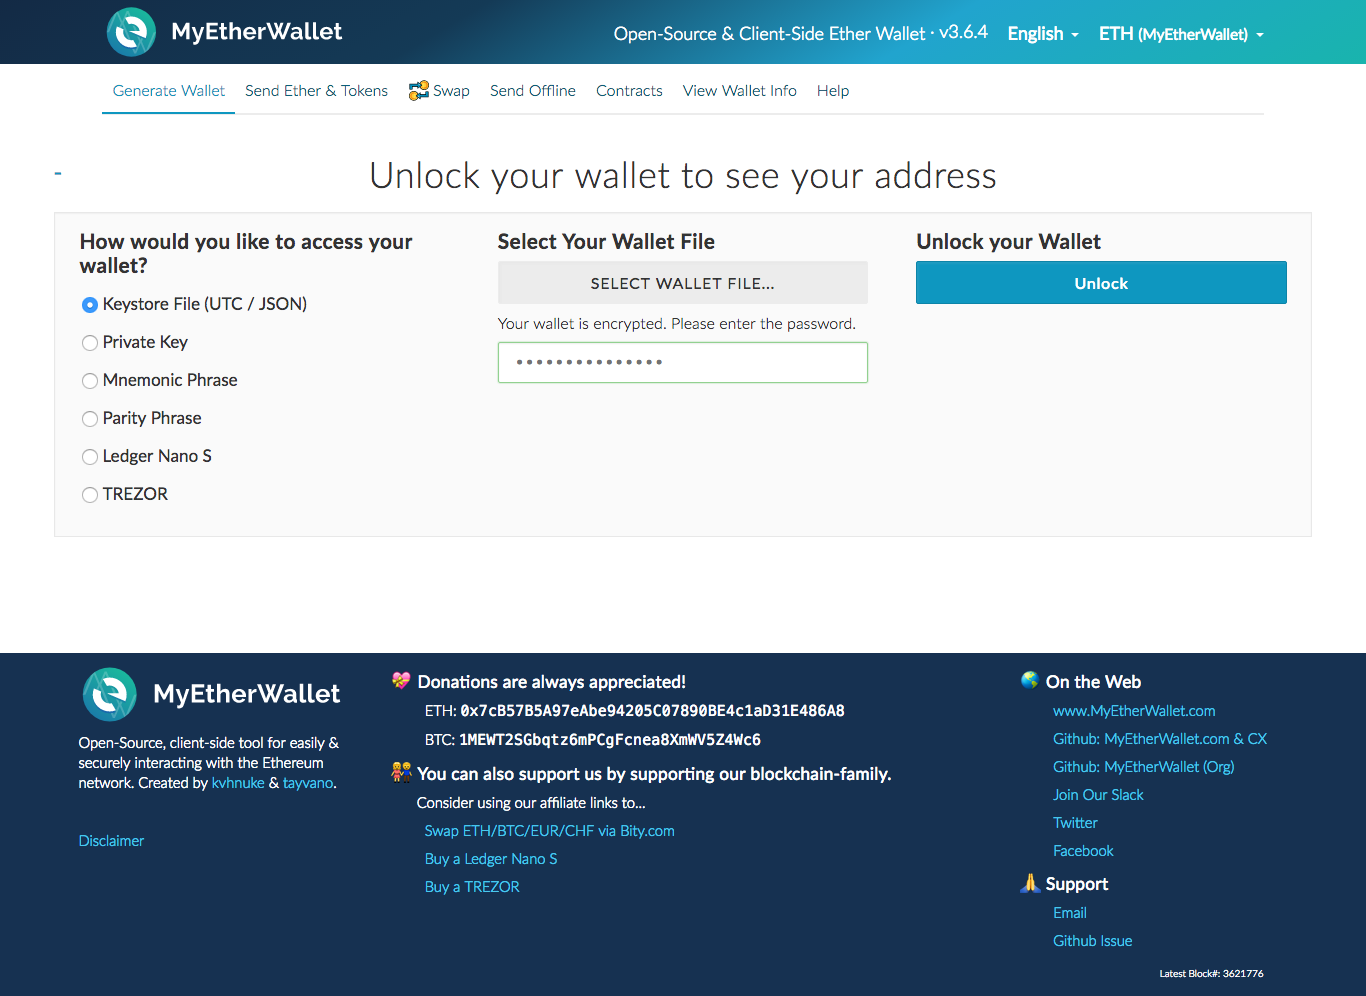 MyEtherWallet
Open-Source & Client-Side Ether Wallet · v3.6.4 English ETH (MyEtherWallet)
Generate Wallet Send Ether & Tokens Swap Send Offline Contracts View Wallet Info Help
-
Unlock your wallet to see your address
How would you like to access your
wallet?
Keystore File (UTC / JSON)
Private Key
Mnemonic Phrase
Parity Phrase
Ledger Nano S
TREZOR
Select Your Wallet File
SELECT WALLET FILE...
Your wallet is encrypted. Please enter the password.
Unlock your Wallet
Unlock
MyEtherWallet
Open-Source, client-side tool for easily &
securely interacting with the Ethereum
network. Created by kvhnuke & tayvano.
Disclaimer
Donations are always appreciated!
ETH: 0x7cB57B5A97eAbe94205C07890BE4c1aD31E486A8
BTC: 1MEWT2SGbqtz6mPCgFcnea8XmWV5Z4Wc6
You can also support us by supporting our blockchain-family.
Consider using our affiliate links to...
Swap ETH/BTC/EUR/CHF via Bity.com
Buy a Ledger Nano S
Buy a TREZOR
On the Web
www.MyEtherWallet.com
Github: MyEtherWallet.com & CX
Github: MyEtherWallet (Org)
Join Our Slack
Twitter
Facebook
Support
Email
Github Issue
Latest Block#: 3621776